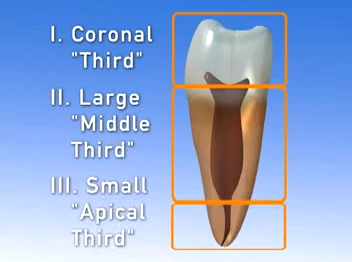 I. Coronal
"Third"
II. Large
"Middle
Third"
III. Small
"Apical
Third"